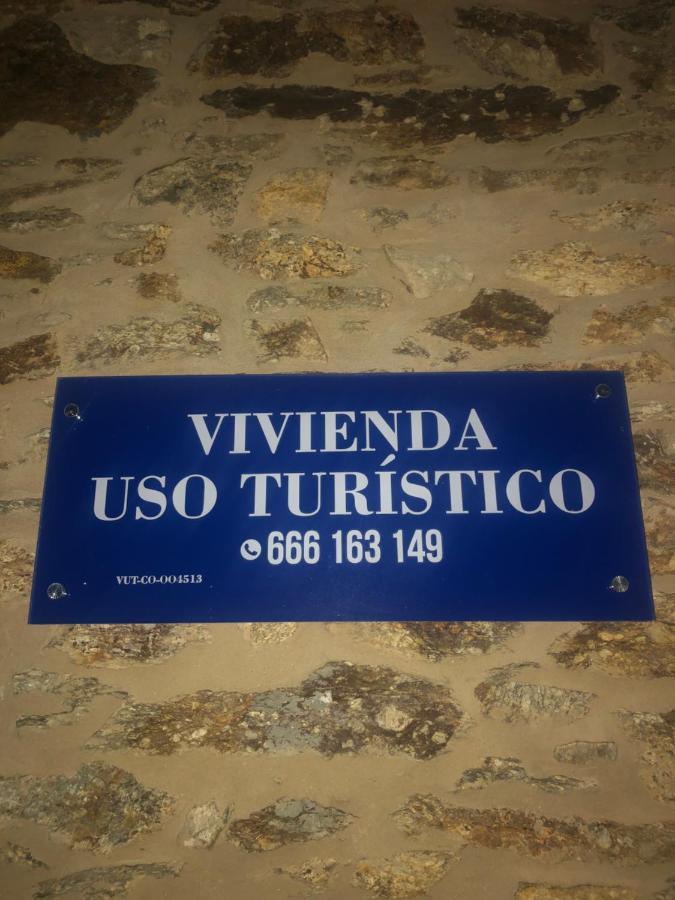 VIVIENDA
USO TURÍSTICO
666 163 149
VUT-CO-004513